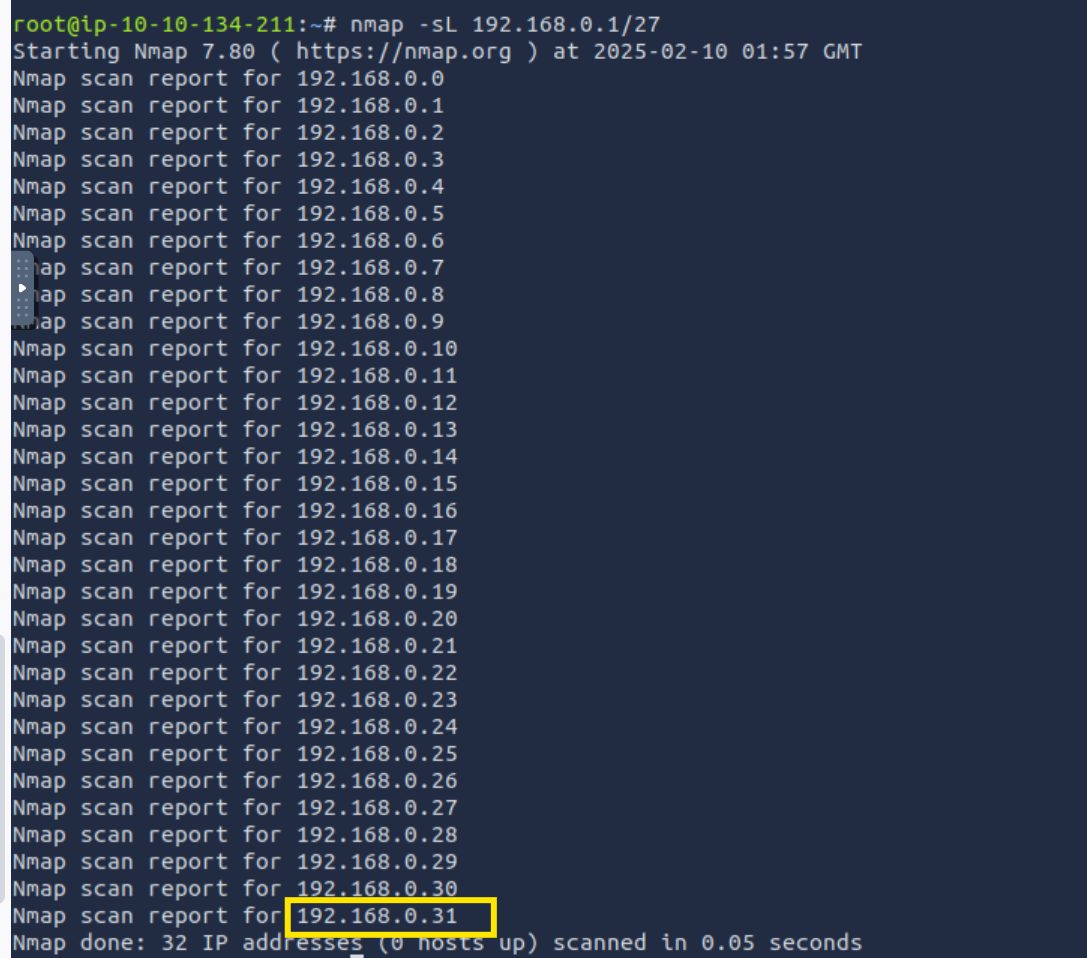 root@ip-10-10-134-211:~# nmap -sL 192.168.0.1/27
Starting Nmap 7.80 ( https://nmap.org ) at 2025-02-10 01:57 GMT
Nmap scan report for 192.168.0.0
Nmap scan report for 192.168.0.1
Nmap scan report for 192.168.0.2
Nmap scan report for 192.168.0.3
Nmap scan report for 192.168.0.4
Nmap scan report for 192.168.0.5
Nmap scan report for 192.168.0.6
Nmap scan report for 192.168.0.7
Nmap scan report for 192.168.0.8
Nmap scan report for 192.168.0.9
Nmap scan report for 192.168.0.10
Nmap scan report for 192.168.0.11
Nmap scan report for 192.168.0.12
Nmap scan report for 192.168.0.13
Nmap scan report for 192.168.0.14
Nmap scan report for 192.168.0.15
Nmap scan report for 192.168.0.16
Nmap scan report for 192.168.0.17
Nmap scan report for 192.168.0.18
Nmap scan report for 192.168.0.19
Nmap scan report for 192.168.0.20
Nmap scan report for 192.168.0.21
Nmap scan report for 192.168.0.22
Nmap scan report for 192.168.0.23
Nmap scan report for 192.168.0.24
Nmap scan report for 192.168.0.25
Nmap scan report for 192.168.0.26
Nmap scan report for 192.168.0.27
Nmap scan report for 192.168.0.28
Nmap scan report for 192.168.0.29
Nmap scan report for 192.168.0.30
Nmap scan report for 192.168.0.31
Nmap done: 32 IP addresses (0 hosts up) scanned in 0.05 seconds